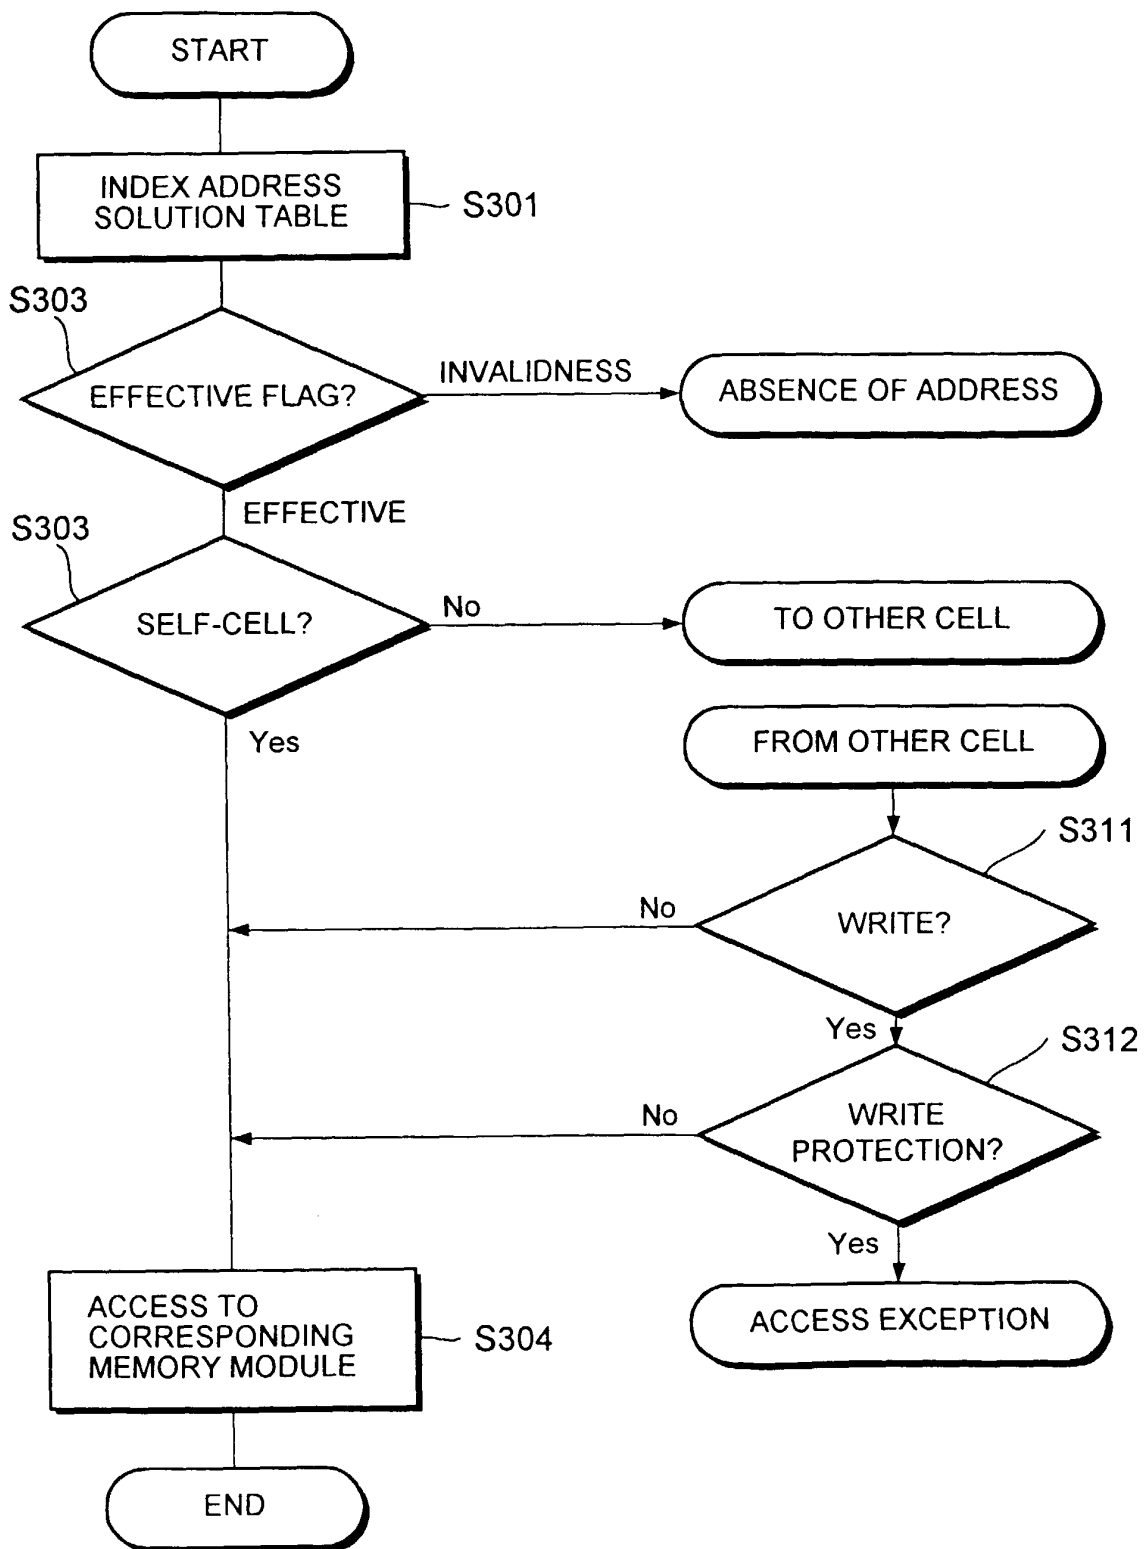 START
INDEX ADDRESS
SOLUTION TABLE
S301
S303
EFFECTIVE FLAG?
INVALIDNESS
ABSENCE OF ADDRESS
EFFECTIVE
S303
SELF-CELL?
No
TO OTHER CELL
Yes
FROM OTHER CELL
S311
WRITE?
No
Yes
S312
WRITE
PROTECTION?
No
Yes
ACCESS EXCEPTION
ACCESS TO
CORRESPONDING
MEMORY MODULE
S304
END